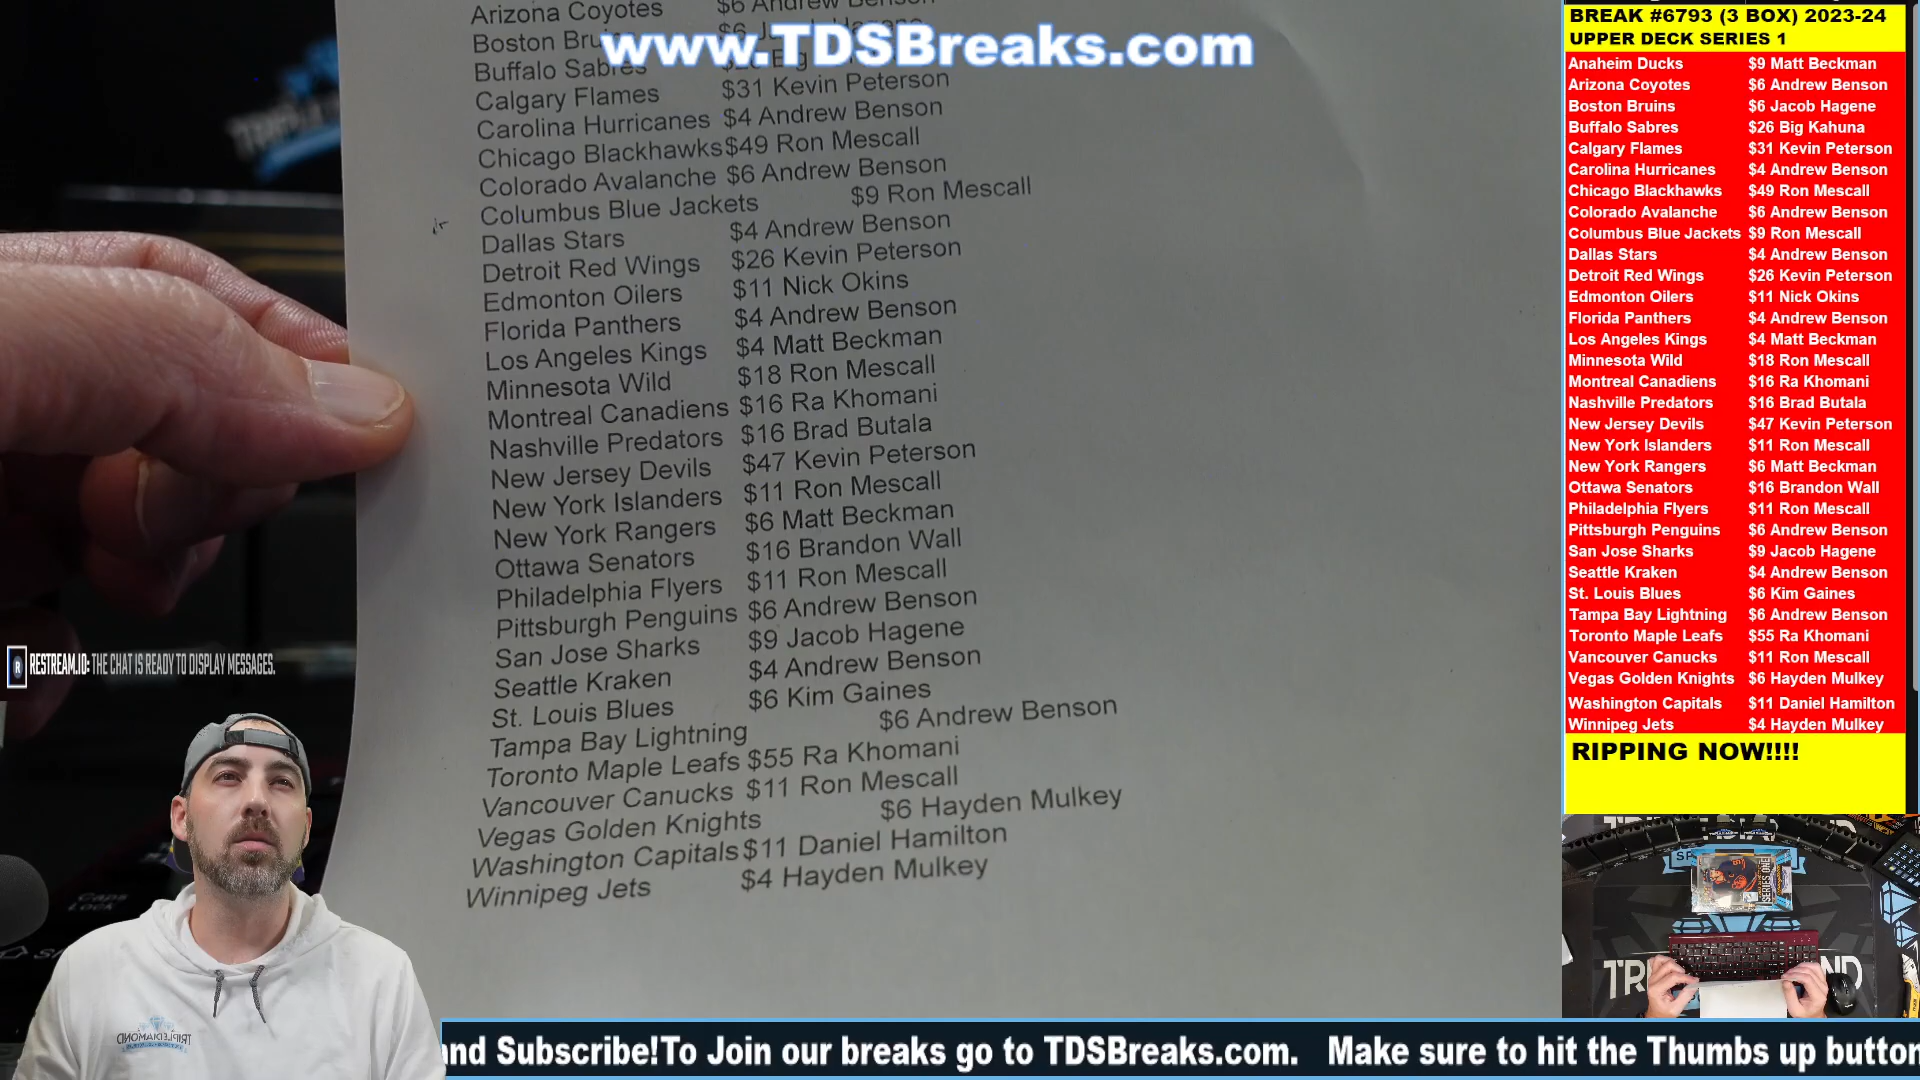 Arizona Coyotes $6 Andrew Benson
Boston Bruins $6 Jacob Hagene
www.TDSBreaks.com
Buffalo Sabres
Calgary Flames $31 Kevin Peterson
Carolina Hurricanes $4 Andrew Benson
Chicago Blackhawks $49 Ron Mescall
Colorado Avalanche $6 Andrew Benson
Columbus Blue Jackets $9 Ron Mescall
Dallas Stars $4 Andrew Benson
Detroit Red Wings $26 Kevin Peterson
Edmonton Oilers $11 Nick Okins
Florida Panthers $4 Andrew Benson
Los Angeles Kings $4 Matt Beckman
Minnesota Wild $18 Ron Mescall
Montreal Canadiens $16 Ra Khomani
Nashville Predators $16 Brad Butala
New Jersey Devils $47 Kevin Peterson
New York Islanders $11 Ron Mescall
New York Rangers $6 Matt Beckman
Ottawa Senators $16 Brandon Wall
Philadelphia Flyers $11 Ron Mescall
Pittsburgh Penguins $6 Andrew Benson
San Jose Sharks $9 Jacob Hagene
Seattle Kraken $4 Andrew Benson
St. Louis Blues $6 Kim Gaines
Tampa Bay Lightning $6 Andrew Benson
Toronto Maple Leafs $55 Ra Khomani
Vancouver Canucks $11 Ron Mescall
Vegas Golden Knights $6 Hayden Mulkey
Washington Capitals $11 Daniel Hamilton
Winnipeg Jets $4 Hayden Mulkey
BREAK #6793 (3 BOX) 2023-24
UPPER DECK SERIES 1
Anaheim Ducks $9 Matt Beckman
Arizona Coyotes $6 Andrew Benson
Boston Bruins $6 Jacob Hagene
Buffalo Sabres $26 Big Kahuna
Calgary Flames $31 Kevin Peterson
Carolina Hurricanes $4 Andrew Benson
Chicago Blackhawks $49 Ron Mescall
Colorado Avalanche $6 Andrew Benson
Columbus Blue Jackets $9 Ron Mescall
Dallas Stars $4 Andrew Benson
Detroit Red Wings $26 Kevin Peterson
Edmonton Oilers $11 Nick Okins
Florida Panthers $4 Andrew Benson
Los Angeles Kings $4 Matt Beckman
Minnesota Wild $18 Ron Mescall
Montreal Canadiens $16 Ra Khomani
Nashville Predators $16 Brad Butala
New Jersey Devils $47 Kevin Peterson
New York Islanders $11 Ron Mescall
New York Rangers $6 Matt Beckman
Ottawa Senators $16 Brandon Wall
Philadelphia Flyers $11 Ron Mescall
Pittsburgh Penguins $6 Andrew Benson
San Jose Sharks $9 Jacob Hagene
Seattle Kraken $4 Andrew Benson
St. Louis Blues $6 Kim Gaines
Tampa Bay Lightning $6 Andrew Benson
Toronto Maple Leafs $55 Ra Khomani
Vancouver Canucks $11 Ron Mescall
Vegas Golden Knights $6 Hayden Mulkey
Washington Capitals $11 Daniel Hamilton
Winnipeg Jets $4 Hayden Mulkey
RIPPING NOW!!!!
RESTREAM.IO: THE CHAT IS READY TO DISPLAY MESSAGES.
Caps
Lock
TRIPLE DIAMOND
SERIES ONE
and Subscribe!To Join our breaks go to TDSBreaks.com. Make sure to hit the Thumbs up button